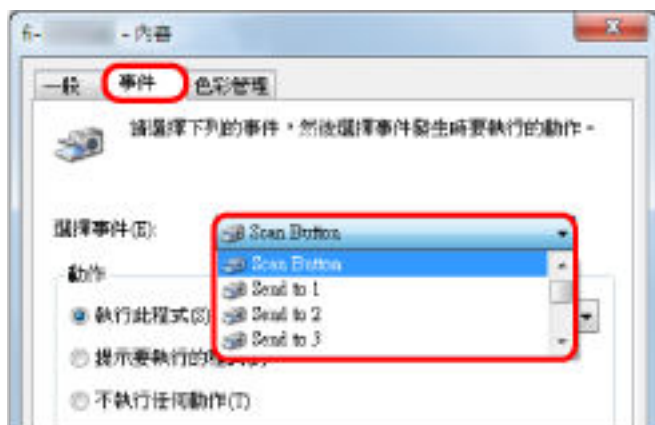 fi- - 內容
一般 事件 色彩管理
請選擇下列的事件，然後選擇事件發生時要執行的動作。
選擇事件(E): Scan Button
Scan Button
動作
Send to 1
執行此程式(S) Send to 2
Send to 3
提示要執行的
不執行任何動作(T)